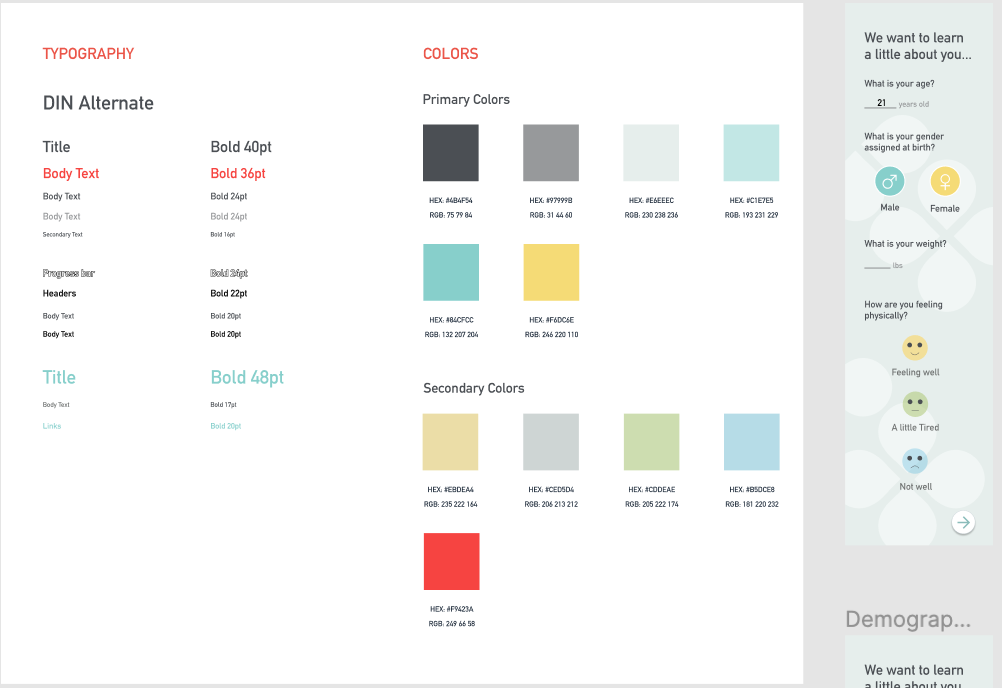 TYPOGRAPHY
DIN Alternate
Title Bold 40pt
Body Text Bold 36pt
Body Text Bold 24pt
Body Text Bold 24pt
Secondary Text Bold 16pt
Progress bar Bold 26pt
Headers Bold 22pt
Body Text Bold 20pt
Body Text Bold 20pt
Title Bold 48pt
Body Text Bold 17pt
Links Bold 20pt
COLORS
Primary Colors
HEX: #4B4F54 HEX: #97999B HEX: #E6EEEC HEX: #C1E7E5
RGB: 75 79 84 RGB: 31 44 60 RGB: 230 238 236 RGB: 193 231 229
HEX: #84CFCC HEX: #F6DC6E
RGB: 132 207 204 RGB: 246 220 110
Secondary Colors
HEX: #EBDEA4 HEX: #CED5D4 HEX: #CDDEAE HEX: #B5DCE8
RGB: 235 222 164 RGB: 206 213 212 RGB: 205 222 174 RGB: 181 220 232
HEX: #F9423A
RGB: 249 66 58
We want to learn
a little about you...
What is your age?
21 years old
What is your gender
assigned at birth?
Male Female
What is your weight?
lbs
How are you feeling
physically?
Feeling well
A little Tired
Not well
Demograp...
We want to learn
a little about you